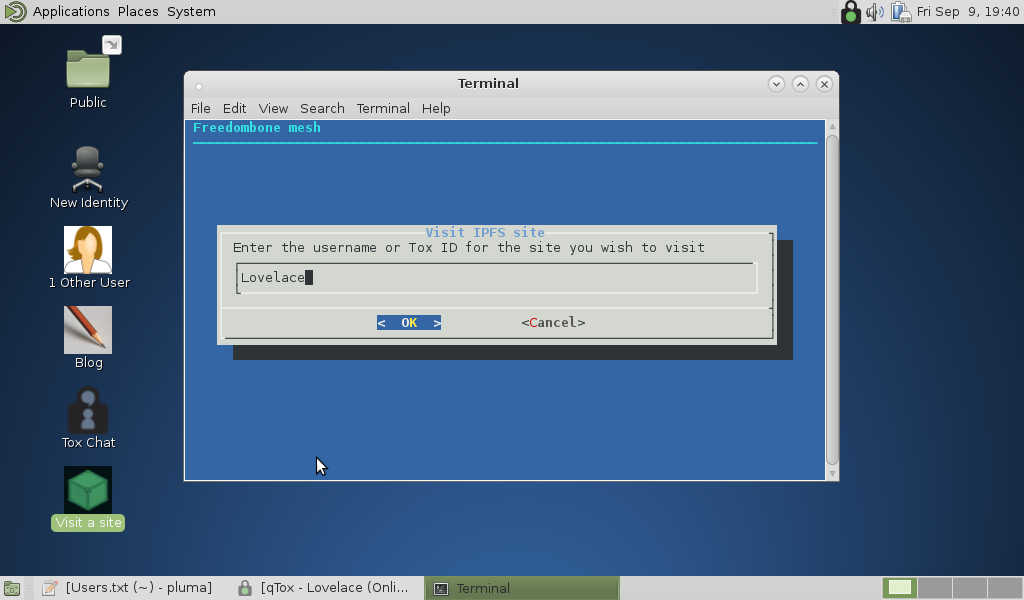 Applications Places System
Fri Sep 9, 19:40
Public
New Identity
1 Other User
Blog
Tox Chat
Visit a site
Terminal
File Edit View Search Terminal Help
Freedombone mesh
Visit IPFS site
Enter the username or Tox ID for the site you wish to visit
Lovelace
< OK > <Cancel>
[Users.txt (~) - pluma] [qTox - Lovelace (Onli... Terminal